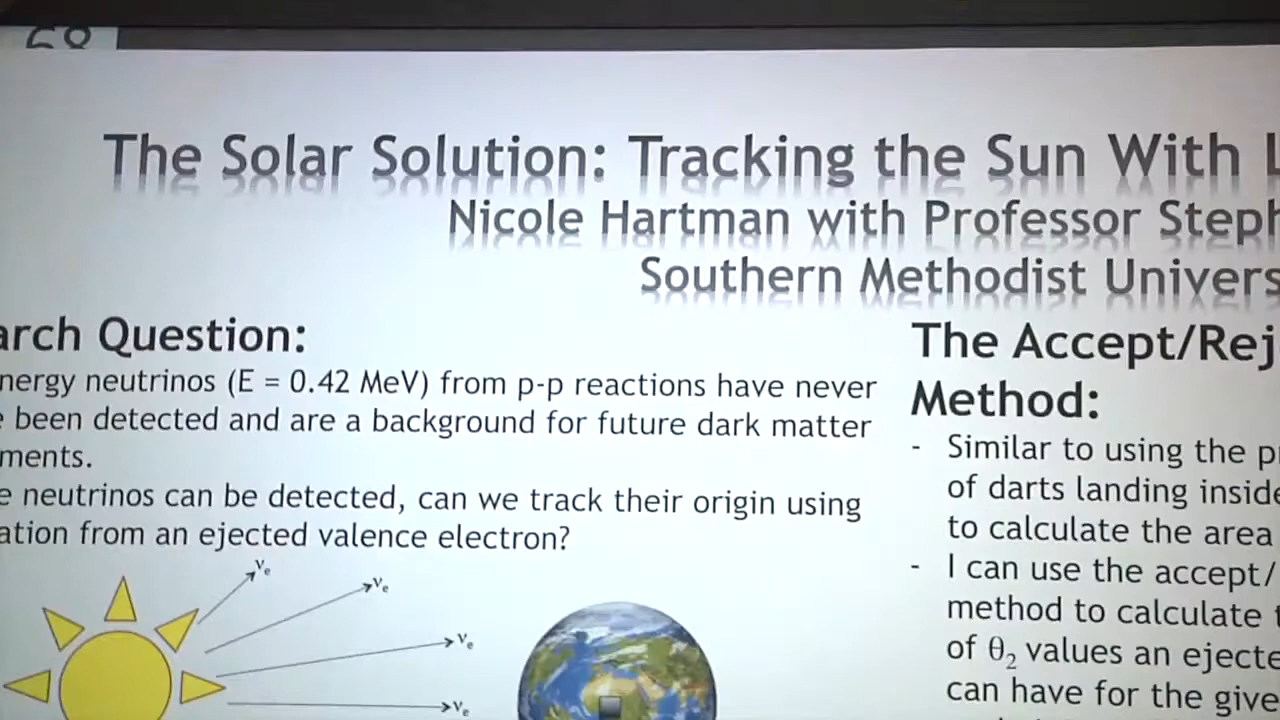 68
The Solar Solution: Tracking the Sun With
Nicole Hartman with Professor Steph
Southern Methodist Univers
arch Question:
nergy neutrinos (E = 0.42 MeV) from p-p reactions have never
been detected and are a background for future dark matter
ments.
e neutrinos can be detected, can we track their origin using
ation from an ejected valence electron?
νe
νe
νe
νe
The Accept/Rej
Method:
- Similar to using the p
of darts landing inside
to calculate the area
- I can use the accept/
method to calculate
of θ2 values an ejecte
can have for the give